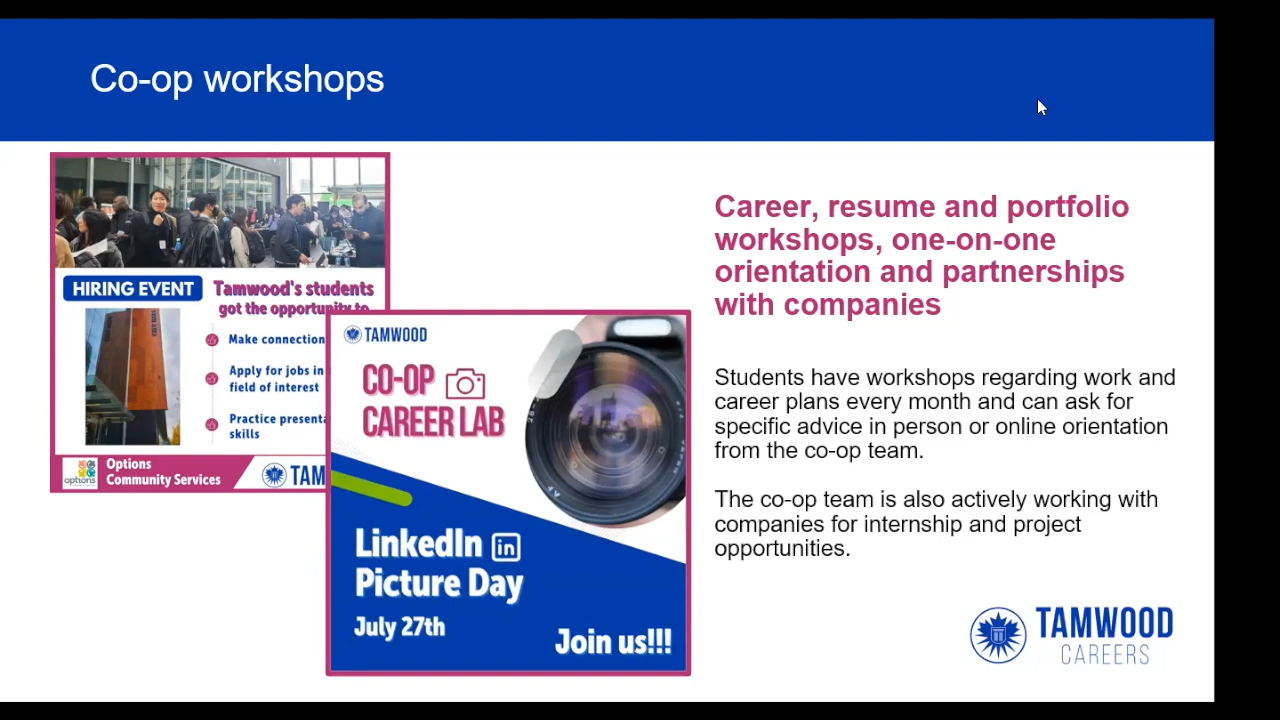 Co-op workshops
HIRING EVENT
Tamwood's students
got the opportunity to
Make connection
Apply for jobs in
field of interest
Practice presenta
skills
options
Options
Community Services
TAM
TAMWOOD
CO-OP
CAREER LAB
LinkedIn in
Picture Day
July 27th
Join us!!!
Career, resume and portfolio
workshops, one-on-one
orientation and partnerships
with companies
Students have workshops regarding work and
career plans every month and can ask for
specific advice in person or online orientation
from the co-op team.
The co-op team is also actively working with
companies for internship and project
opportunities.
TAMWOOD
CAREERS